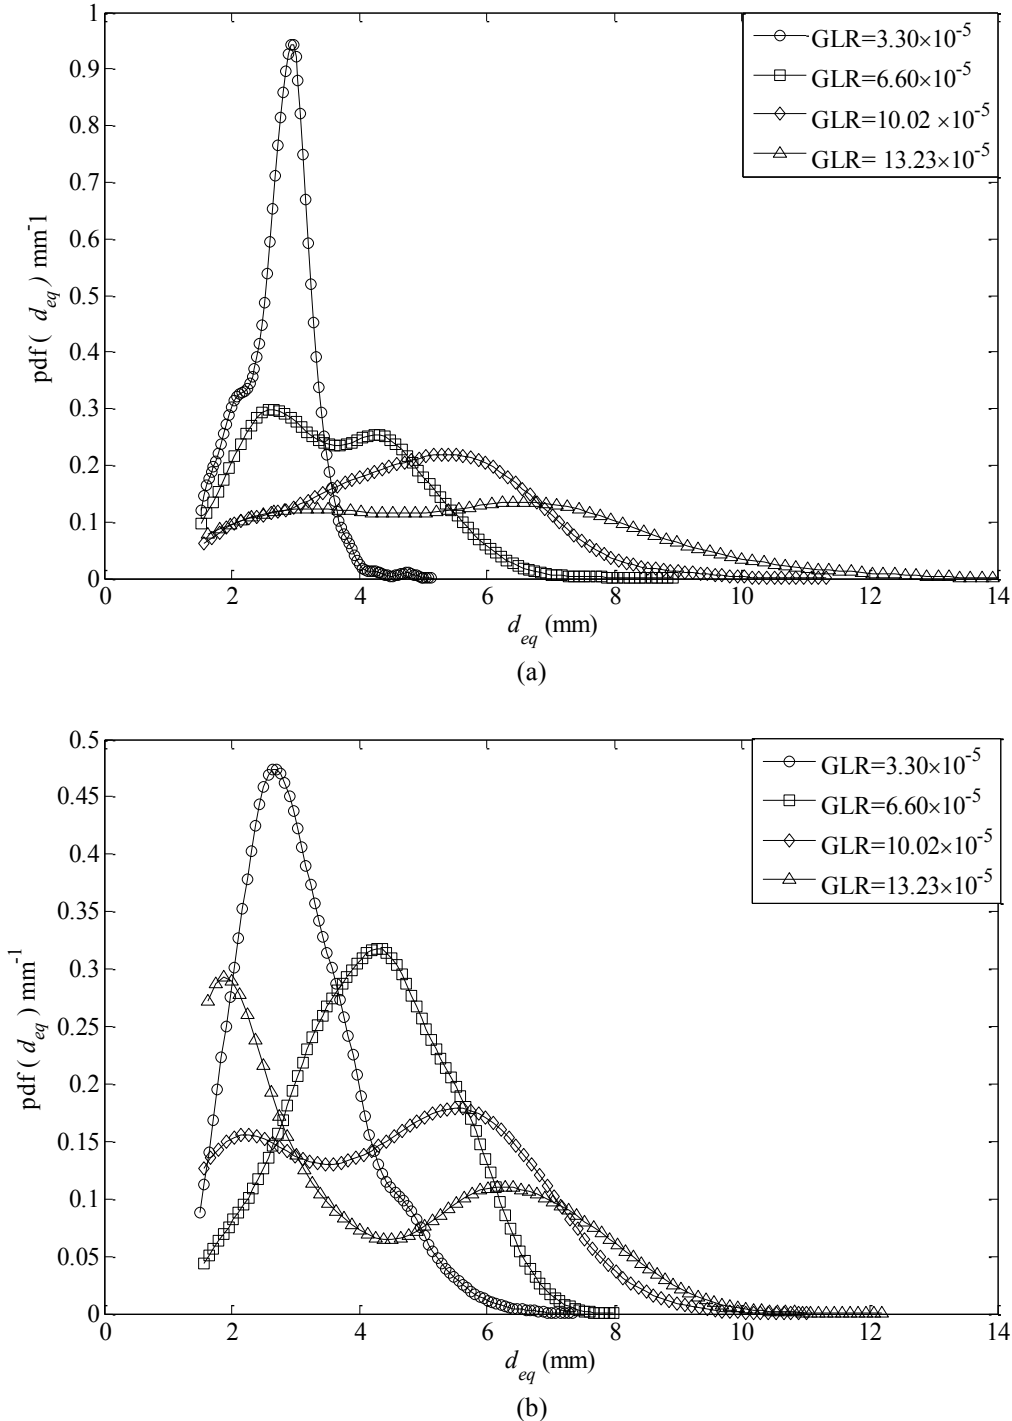 1
0.9
0.8
0.7
0.6
0.5
0.4
0.3
0.2
0.1
0
0 2 4 6 8 10 12 14
pdf ( d_eq ) mm^-1
d_eq (mm)
GLR=3.30×10^-5
GLR=6.60×10^-5
GLR=10.02 ×10^-5
GLR= 13.23×10^-5
(a)
0.5
0.45
0.4
0.35
0.3
0.25
0.2
0.15
0.1
0.05
0
0 2 4 6 8 10 12 14
pdf ( d_eq ) mm^-1
d_eq (mm)
GLR=3.30×10^-5
GLR=6.60×10^-5
GLR=10.02×10^-5
GLR=13.23×10^-5
(b)